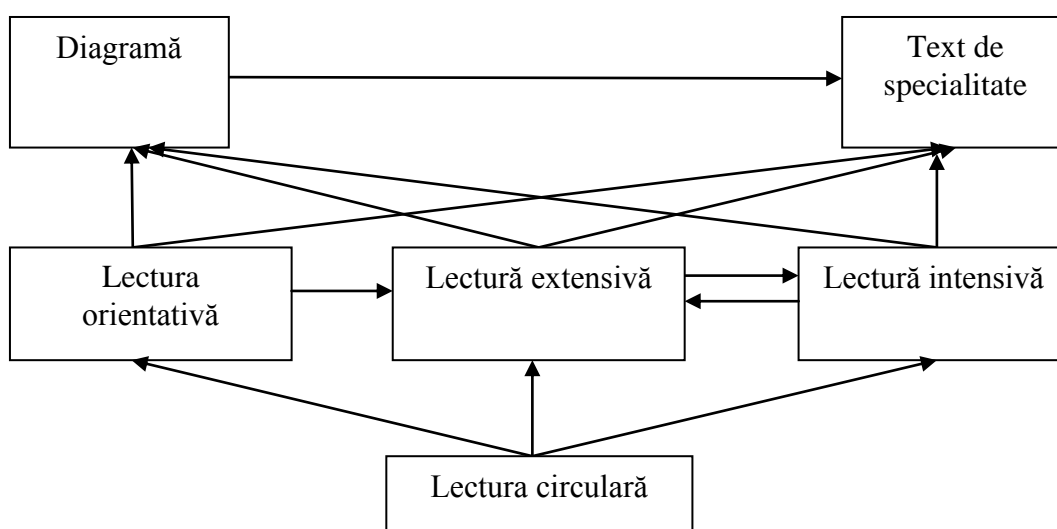 Diagramă
Text de
specialitate
Lectura
orientativă
Lectură extensivă
Lectură intensivă
Lectura circulară